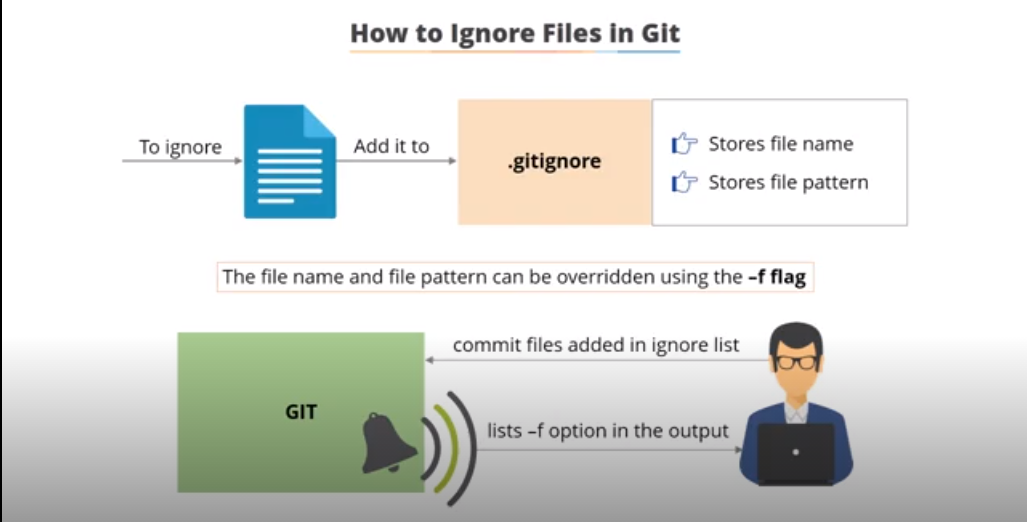 How to Ignore Files in Git
To ignore
Add it to
.gitignore
Stores file name
Stores file pattern
The file name and file pattern can be overridden using the –f flag
commit files added in ignore list
GIT
lists –f option in the output